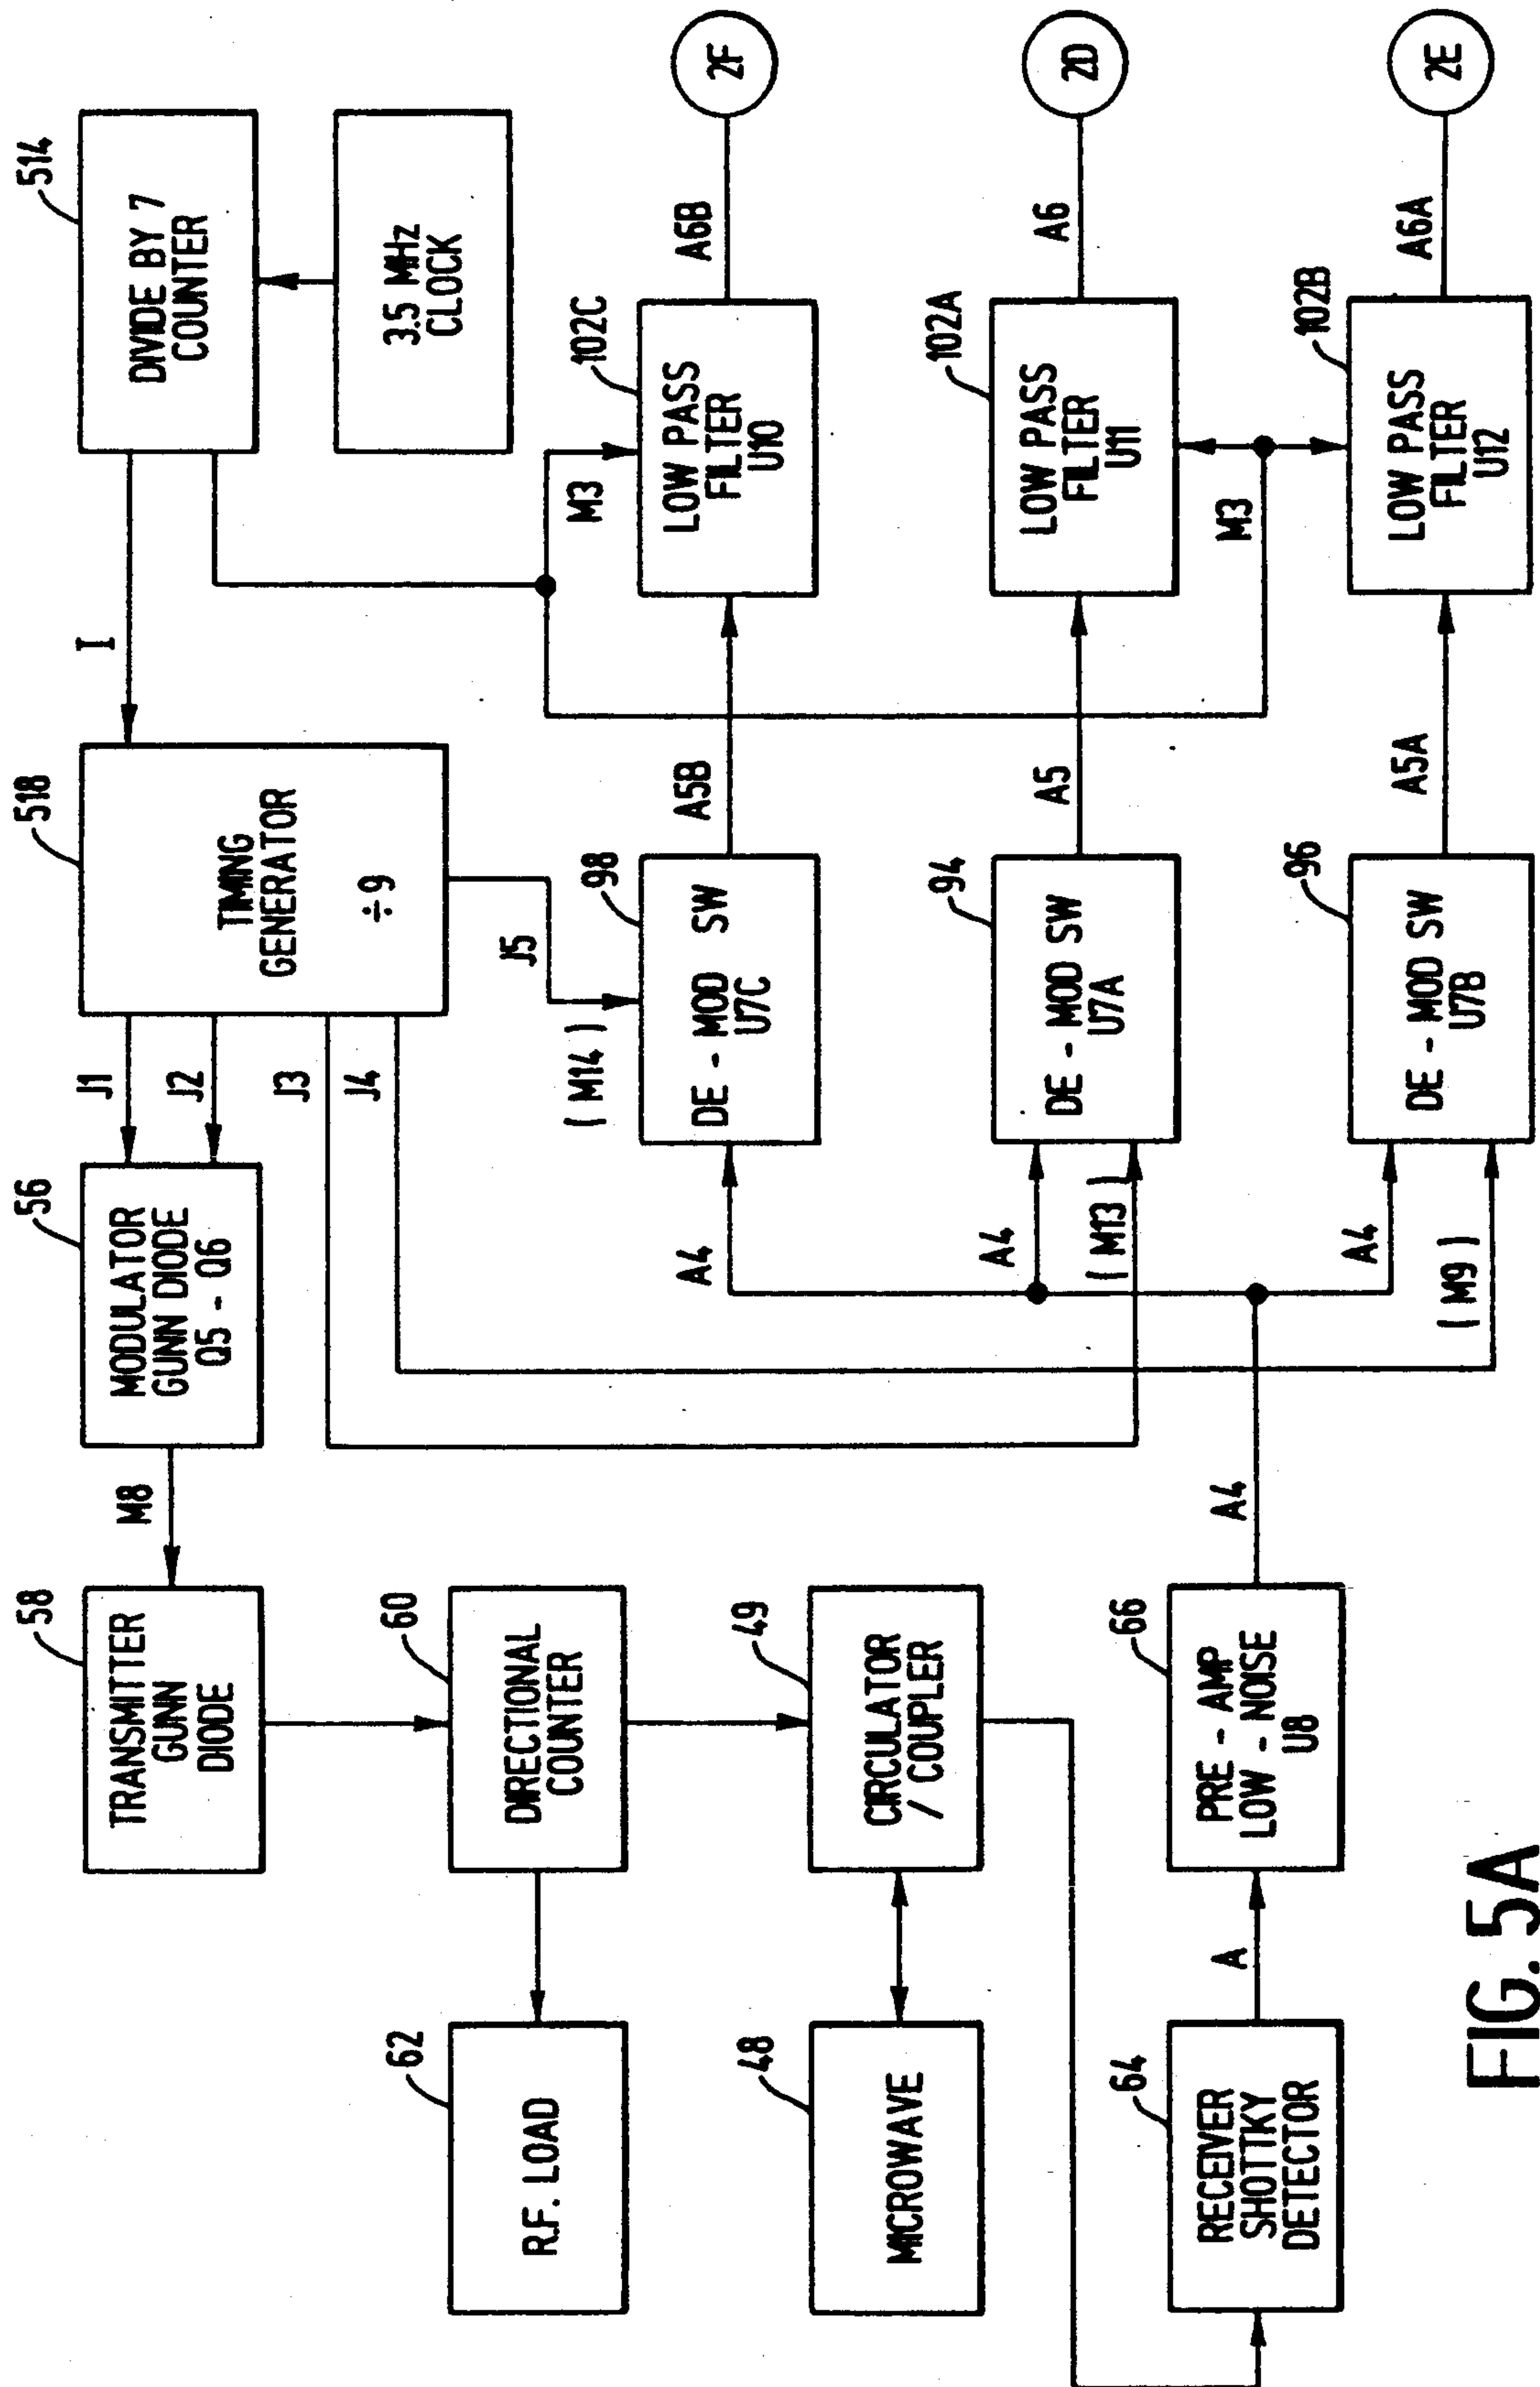 58
TRANSMITTER
GUNN
DIODE
M8
56
MODULATOR
GUNN DIODE
Q5 - Q6
J1
J2
J3
J4
518
TIMING
GENERATOR
÷9
J5
I
514
DIVIDE BY 7
COUNTER
3.5 MHz
CLOCK
62
R.F. LOAD
60
DIRECTIONAL
COUNTER
48
MICROWAVE
49
CIRCULATOR
/ COUPLER
64
RECEIVER
SHOTTKY
DETECTOR
A
66
PRE - AMP
LOW - NOISE
U8
A4
A4
( M14 )
98
DE - MOD SW
U7C
A5B
M3
102C
LOW PASS
FILTER
U10
A6B
2F
A4
( M13 )
94
DE - MOD SW
U7A
A5
102A
LOW PASS
FILTER
U11
A6
2D
M3
A4
( M9 )
96
DE - MOD SW
U7B
A5A
102B
LOW PASS
FILTER
U12
A6A
2E
FIG. 5A